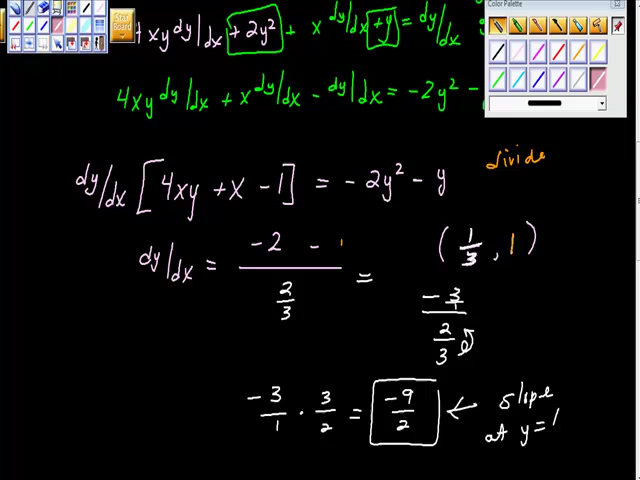 Color Palette
Star Board
+ xy dy/dx + 2y² + x dy/dx + y = dy/dx
4xy dy/dx + x dy/dx - dy/dx = -2y² -
divide
dy/dx [4xy + x - 1] = -2y² - y
dy/dx = (-2 - 1)/(2/3) =
(1/3, 1)
(-3/1)/(2/3)
-3/1 · 3/2 = -9/2 ← slope
at y = 1